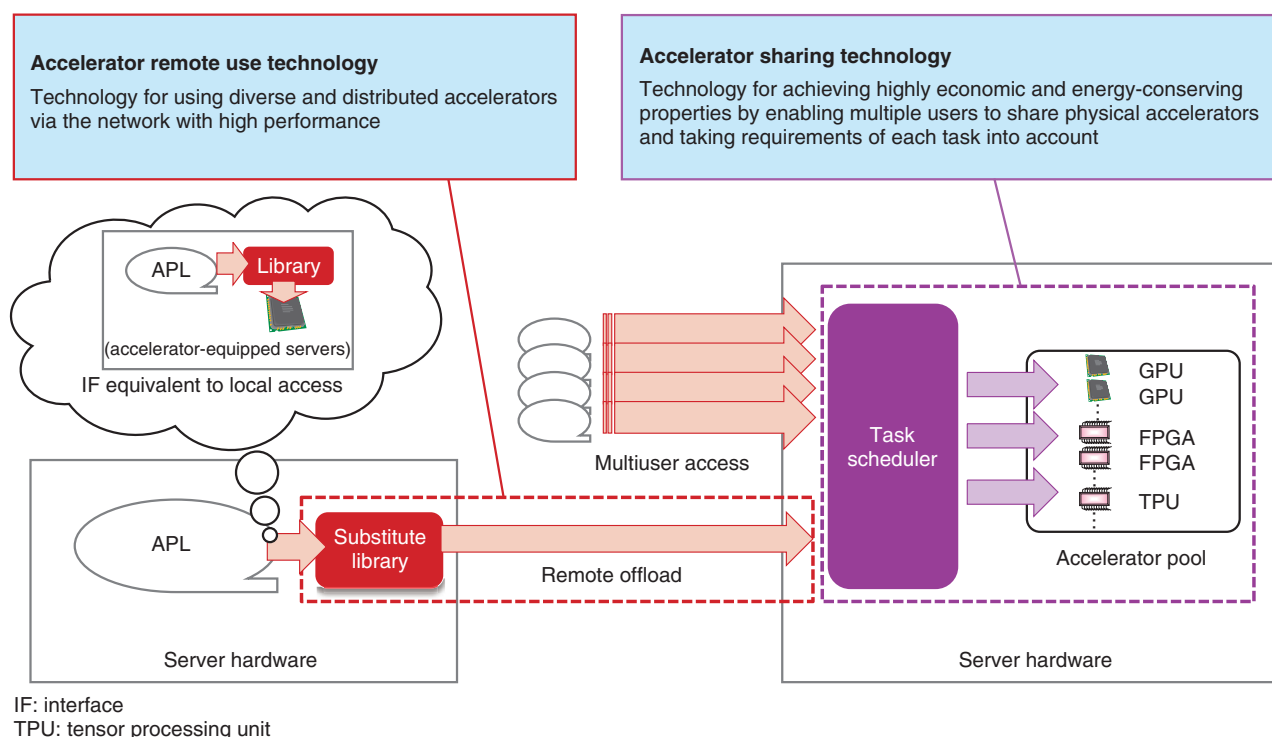 Accelerator remote use technology
Technology for using diverse and distributed accelerators
via the network with high performance
Accelerator sharing technology
Technology for achieving highly economic and energy-conserving
properties by enabling multiple users to share physical accelerators
and taking requirements of each task into account
APL
Library
(accelerator-equipped servers)
IF equivalent to local access
Multiuser access
APL
Substitute
library
Remote offload
Server hardware
Task
scheduler
GPU
GPU
FPGA
FPGA
TPU
Accelerator pool
Server hardware
IF: interface
TPU: tensor processing unit